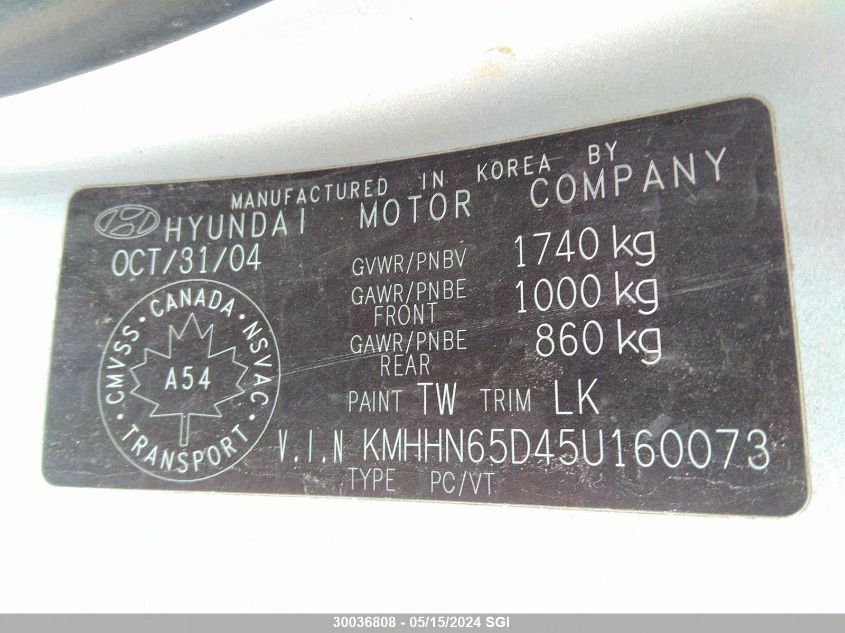 MANUFACTURED IN KOREA BY
HYUNDAI MOTOR COMPANY
OCT/31/04
GVWR/PNBV 1740 kg
GAWR/PNBE FRONT 1000 kg
GAWR/PNBE REAR 860 kg
CMVSS · CANADA · NSVAC · TRANSPORT ·
A54
PAINT TW TRIM LK
V.I.N KMHHN65D45U160073
TYPE PC/VT
30036808 - 05/15/2024 SGI